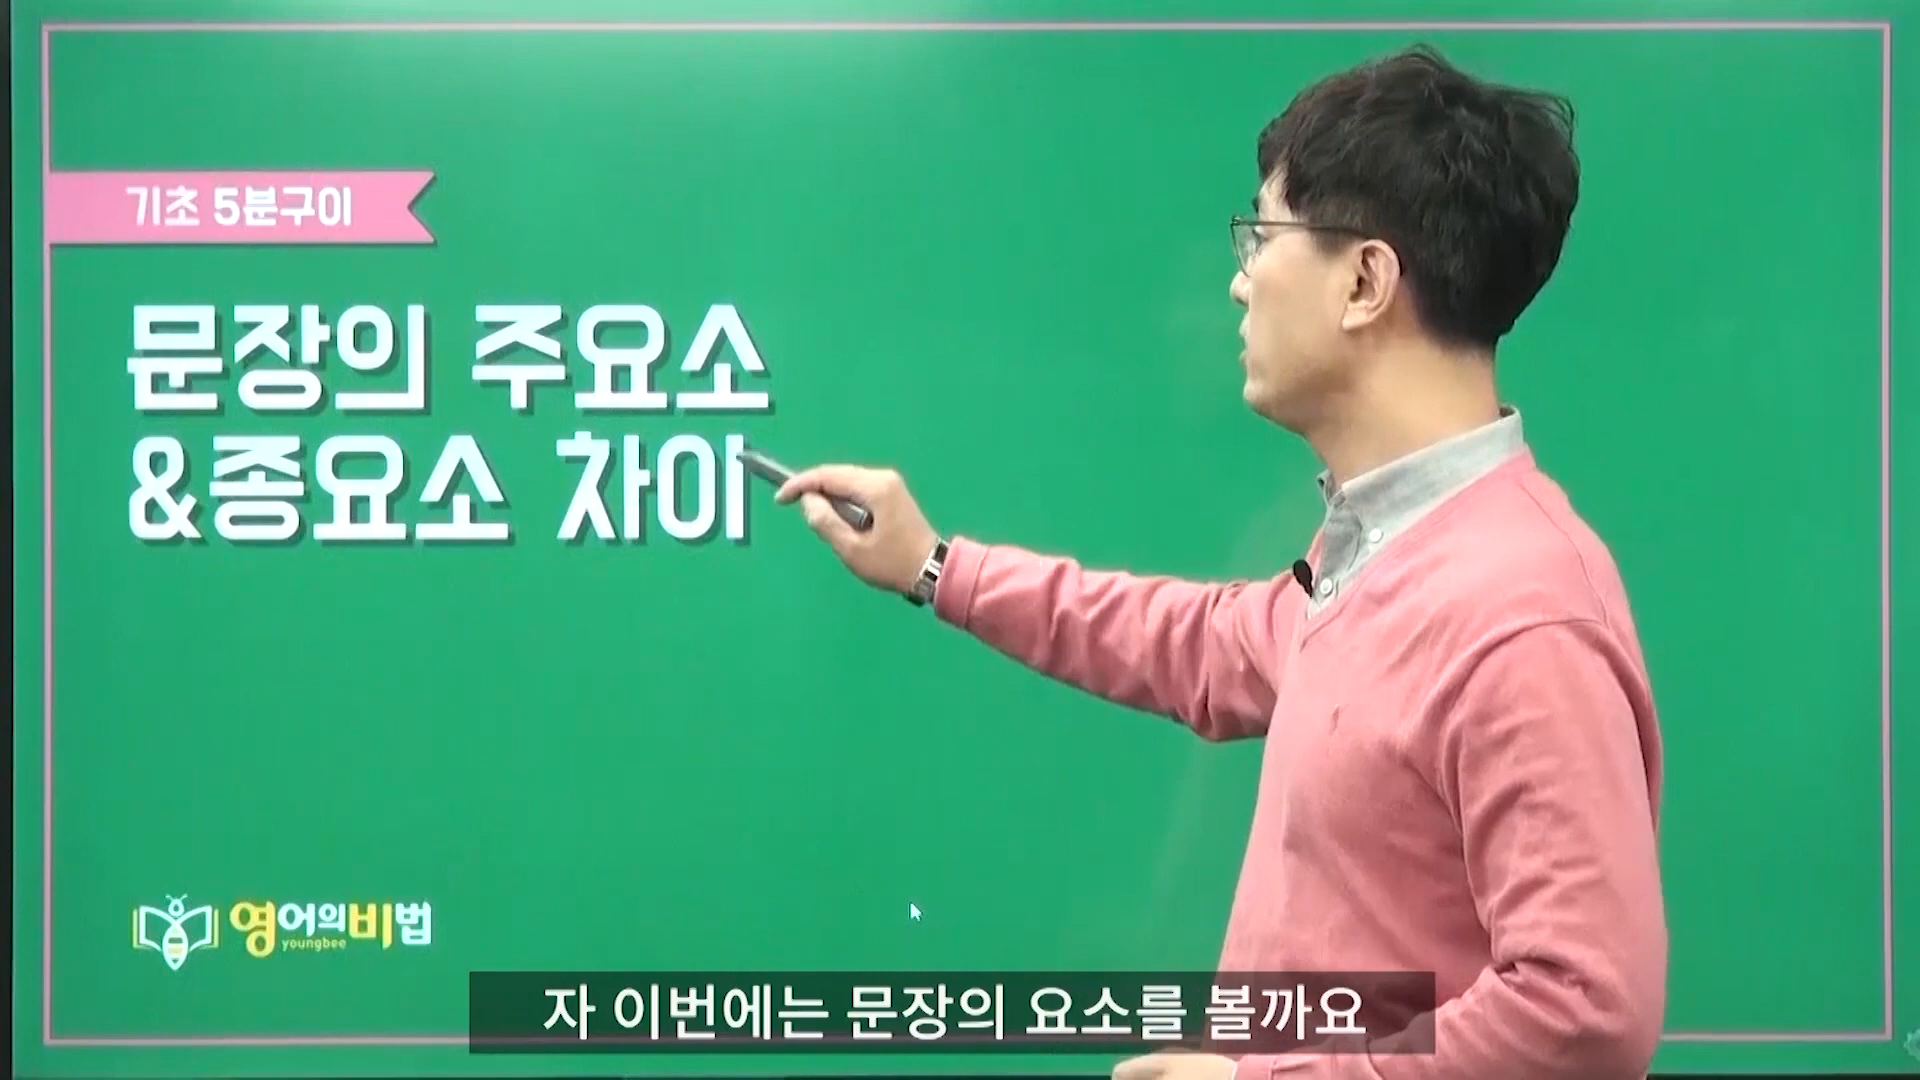 기초 5분구이
문장의 주요소
&종요소 차이
영어의비법
youngbee
자 이번에는 문장의 요소를 볼까요